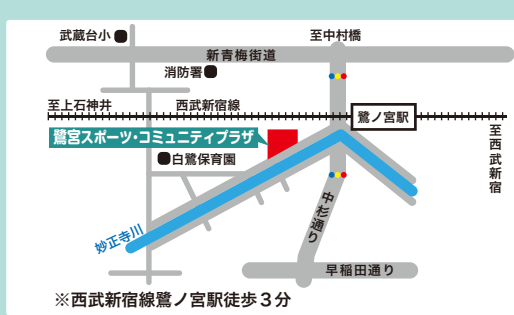 武蔵台小
至中村橋
新青梅街道
消防署
至上石神井
西武新宿線
鷺ノ宮駅
至西武新宿
鷺宮スポーツ・コミュニティプラザ
白鷺保育園
中杉通り
妙正寺川
早稲田通り
※西武新宿線鷺ノ宮駅徒歩３分